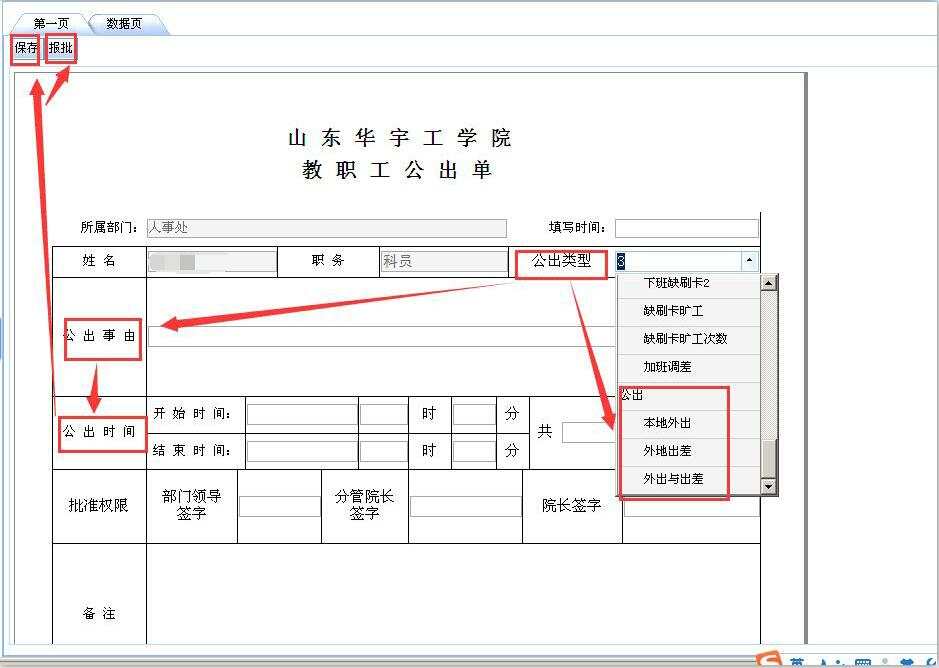 第一页 数据页
保存 报批
山东华宇工学院
教职工公出单
所属部门: 人事处 填写时间:
姓名 职务 科员 公出类型 3
下班缺刷卡2
缺刷卡旷工
缺刷卡旷工次数
加班调差
公出
本地外出
外地出差
外出与出差
公出事由
公出时间 开始时间: 时 分 共
结束时间: 时 分
批准权限 部门领导签字 分管院长签字 院长签字
备注
英